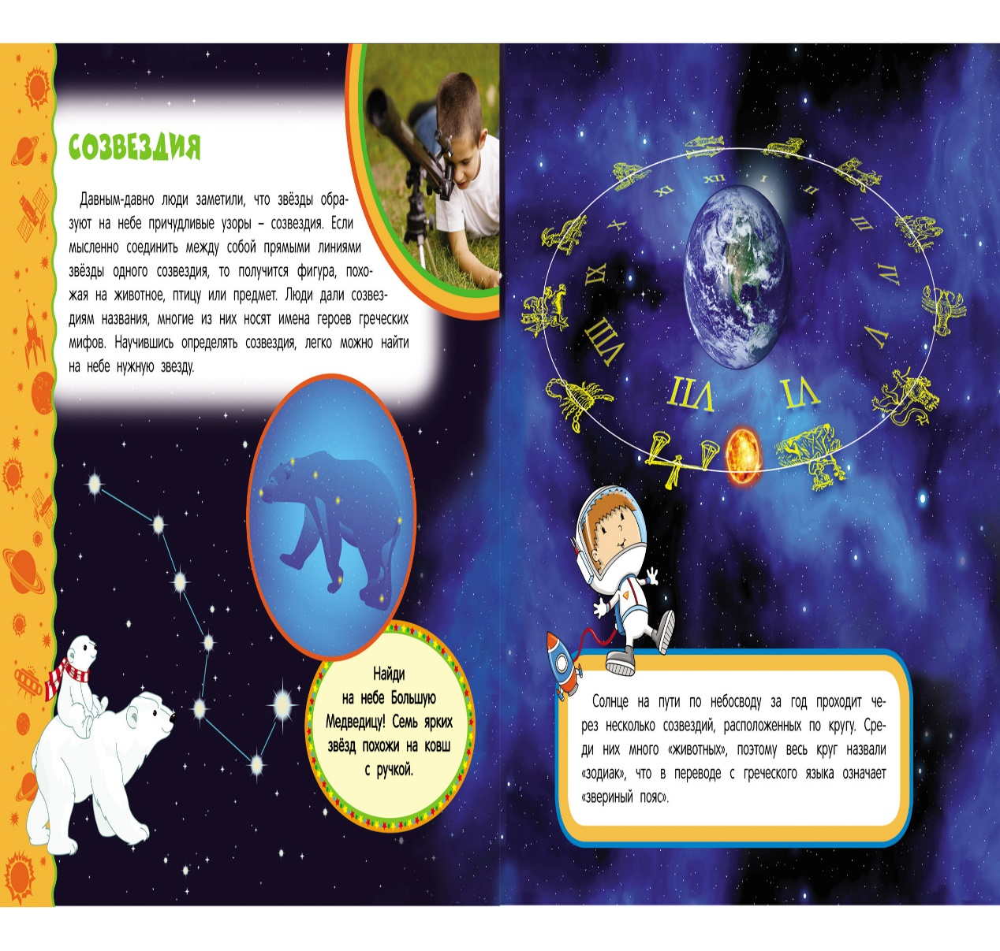 СОЗВЕЗДИЯ
Давным-давно люди заметили, что звёзды обра-
зуют на небе причудливые узоры – созвездия. Если
мысленно соединить между собой прямыми линиями
звёзды одного созвездия, то получится фигура, похо-
жая на животное, птицу или предмет. Люди дали созвез-
диям названия, многие из них носят имена героев греческих
мифов. Научившись определять созвездия, легко можно найти
на небе нужную звезду.
Найди
на небе Большую
Медведицу! Семь ярких
звёзд похожи на ковш
с ручкой.
XII
I
II
III
VI
V
VI
VII
VIII
IX
X
XI
Солнце на пути по небосводу за год проходит че-
рез несколько созвездий, расположенных по кругу. Сре-
ди них много «животных», поэтому весь круг назвали
«зодиак», что в переводе с греческого языка означает
«звериный пояс».